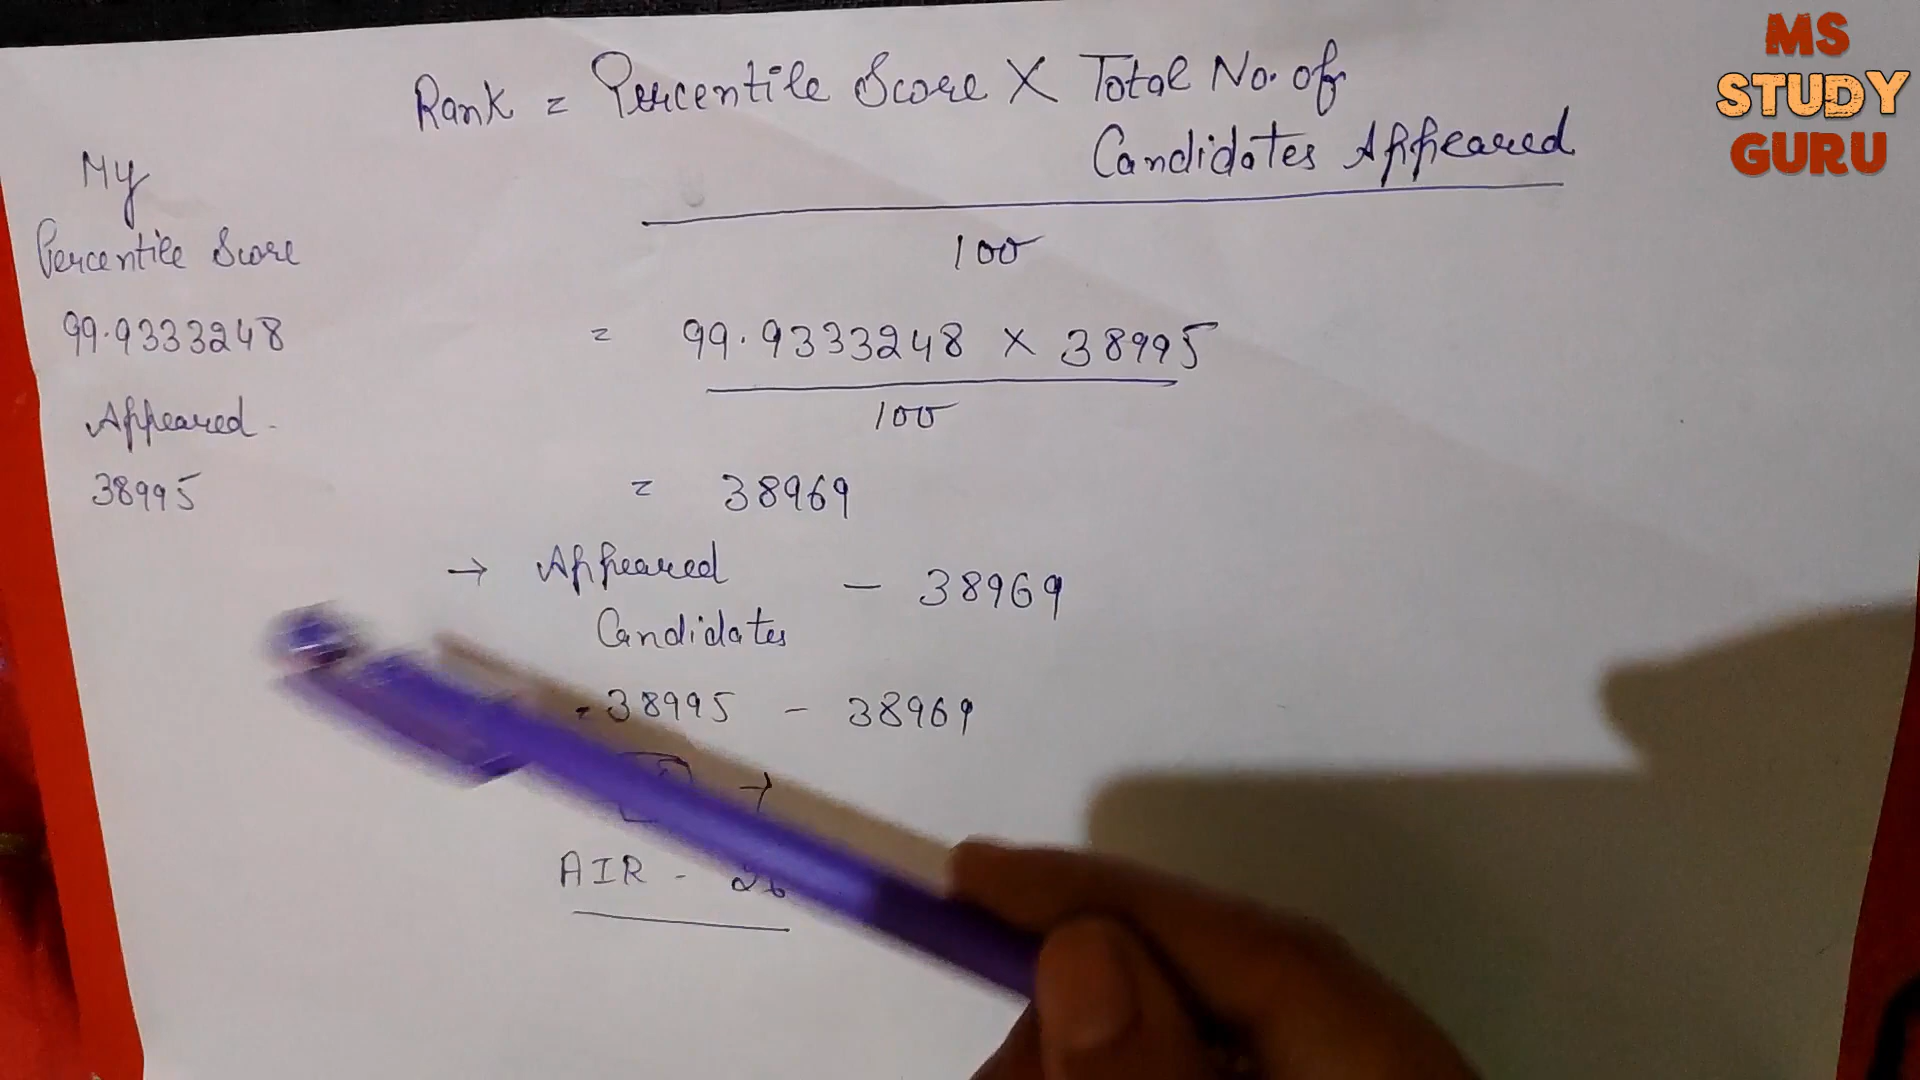 MS
STUDY
GURU
Rank = Percentile Score X Total No. of
Candidates Appeared
100
My
Percentile Score
99.9333248
Appeared -
38995
= 99.9333248 X 38995
100
= 38969
→ Appeared
Candidates
- 38969
= 38995 - 38969
AIR - 26